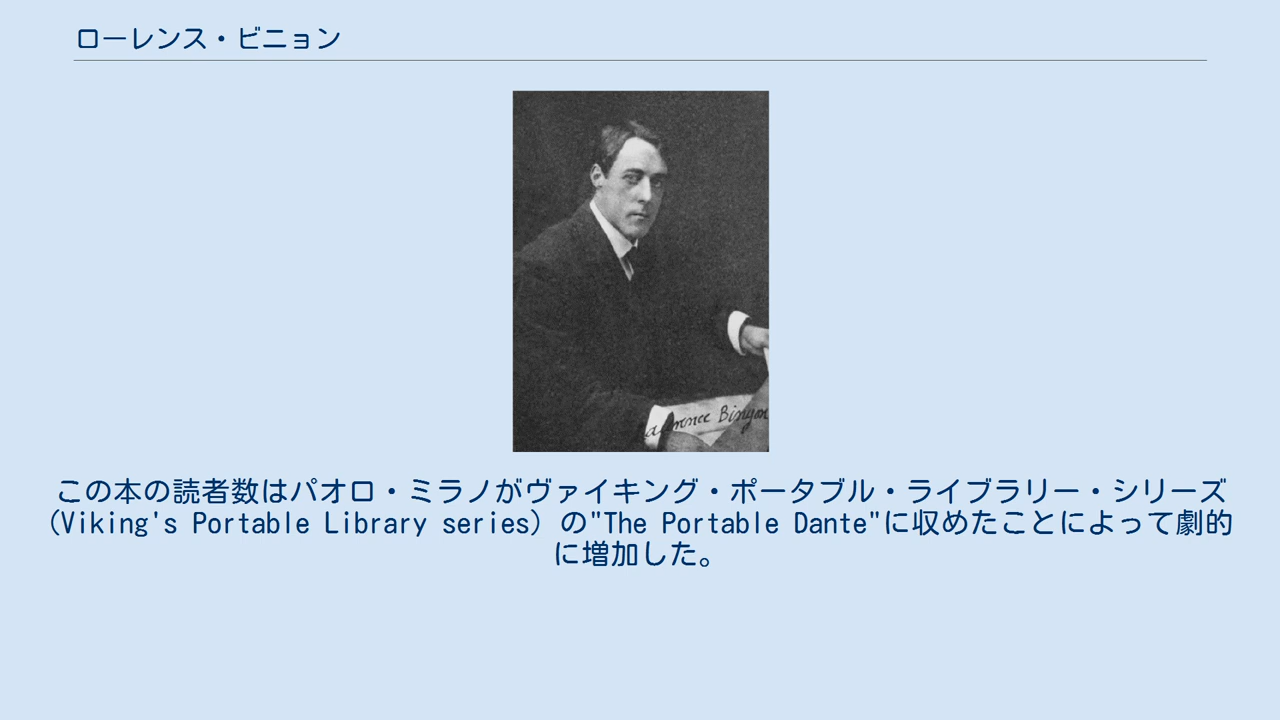 ローレンス・ビニョン
Laurence Binyon
この本の読者数はパオロ・ミラノがヴァイキング・ポータブル・ライブラリー・シリーズ
(Viking's Portable Library series) の"The Portable Dante"に収めたことによって劇的
に増加した。